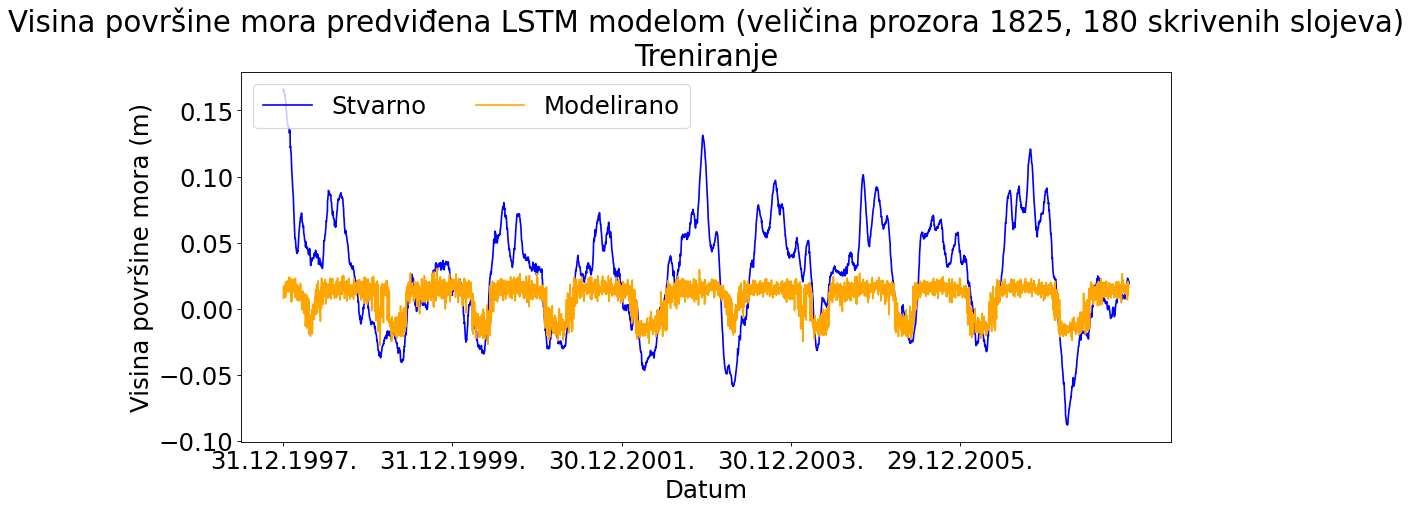 Visina površine mora predviđena LSTM modelom (veličina prozora 1825, 180 skrivenih slojeva)
Treniranje
Stvarno Modelirano
Visina površine mora (m)
0.15
0.10
0.05
0.00
−0.05
−0.10
31.12.1997. 31.12.1999. 30.12.2001. 30.12.2003. 29.12.2005.
Datum